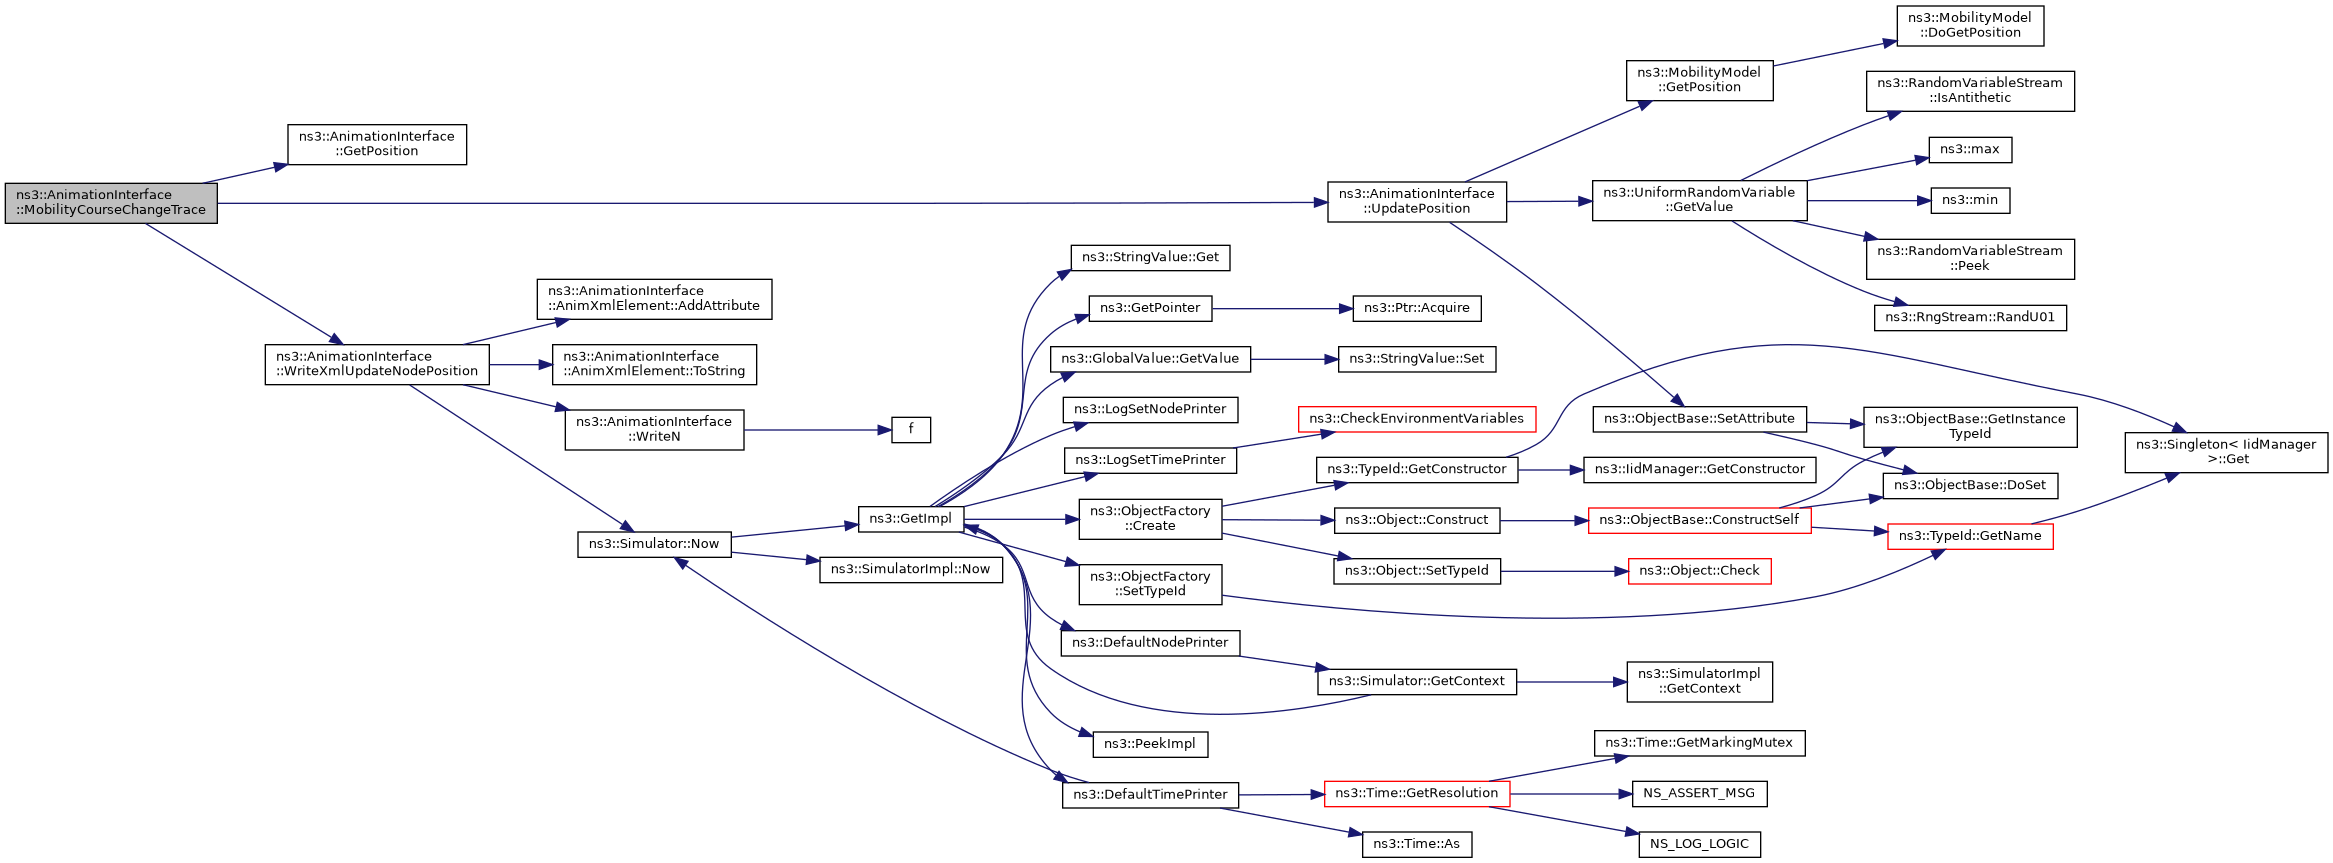 ns3::AnimationInterface
::MobilityCourseChangeTrace
ns3::AnimationInterface
::GetPosition
ns3::AnimationInterface
::WriteXmlUpdateNodePosition
ns3::AnimationInterface
::AnimXmlElement::AddAttribute
ns3::AnimationInterface
::AnimXmlElement::ToString
ns3::AnimationInterface
::WriteN
f
ns3::Simulator::Now
ns3::GetImpl
ns3::SimulatorImpl::Now
ns3::StringValue::Get
ns3::GetPointer
ns3::Ptr::Acquire
ns3::GlobalValue::GetValue
ns3::StringValue::Set
ns3::LogSetNodePrinter
ns3::LogSetTimePrinter
ns3::CheckEnvironmentVariables
ns3::ObjectFactory
::Create
ns3::TypeId::GetConstructor
ns3::IidManager::GetConstructor
ns3::Object::Construct
ns3::ObjectBase::ConstructSelf
ns3::Object::SetTypeId
ns3::Object::Check
ns3::ObjectFactory
::SetTypeId
ns3::DefaultNodePrinter
ns3::Simulator::GetContext
ns3::SimulatorImpl
::GetContext
ns3::PeekImpl
ns3::DefaultTimePrinter
ns3::Time::GetResolution
ns3::Time::GetMarkingMutex
NS_ASSERT_MSG
NS_LOG_LOGIC
ns3::Time::As
ns3::AnimationInterface
::UpdatePosition
ns3::MobilityModel
::GetPosition
ns3::MobilityModel
::DoGetPosition
ns3::UniformRandomVariable
::GetValue
ns3::RandomVariableStream
::IsAntithetic
ns3::max
ns3::min
ns3::RandomVariableStream
::Peek
ns3::RngStream::RandU01
ns3::ObjectBase::SetAttribute
ns3::ObjectBase::GetInstance
TypeId
ns3::ObjectBase::DoSet
ns3::TypeId::GetName
ns3::Singleton< IidManager
>::Get